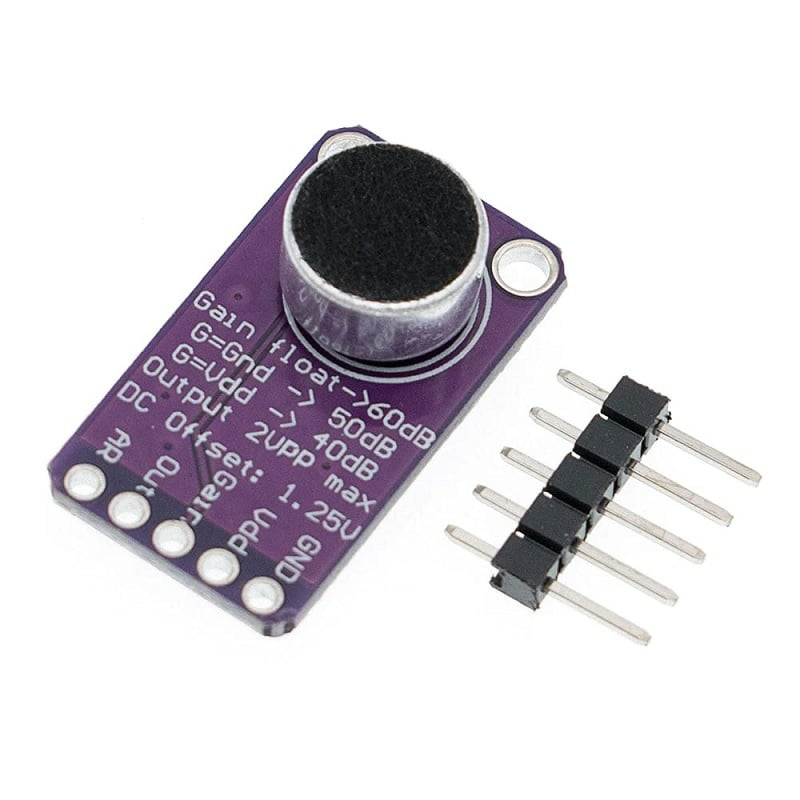 Gain float->60dB
G=Gnd -> 50dB
G=Vdd -> 40dB
Output 2VPP max
DC Offset: 1.25V
AR
Out
Gain
Vdd
GND